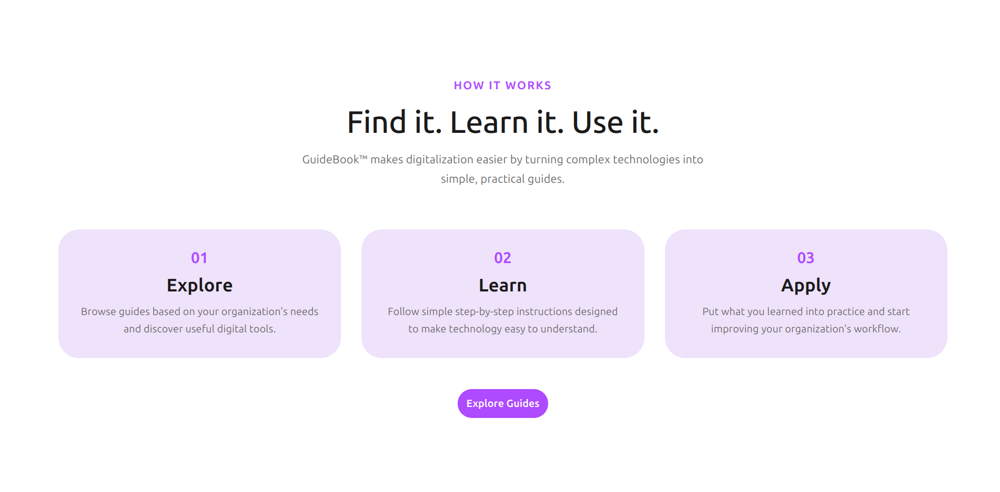 HOW IT WORKS
Find it. Learn it. Use it.
GuideBook™ makes digitalization easier by turning complex technologies into
simple, practical guides.
01
Explore
Browse guides based on your organization's needs
and discover useful digital tools.
02
Learn
Follow simple step-by-step instructions designed
to make technology easy to understand.
03
Apply
Put what you learned into practice and start
improving your organization's workflow.
Explore Guides